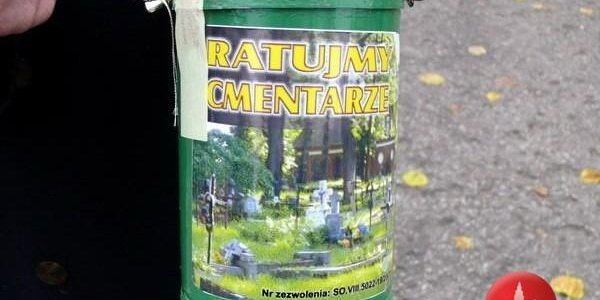 RATUJMY
CMENTARZE
Nr zezwolenia: SO.VIII.5022-